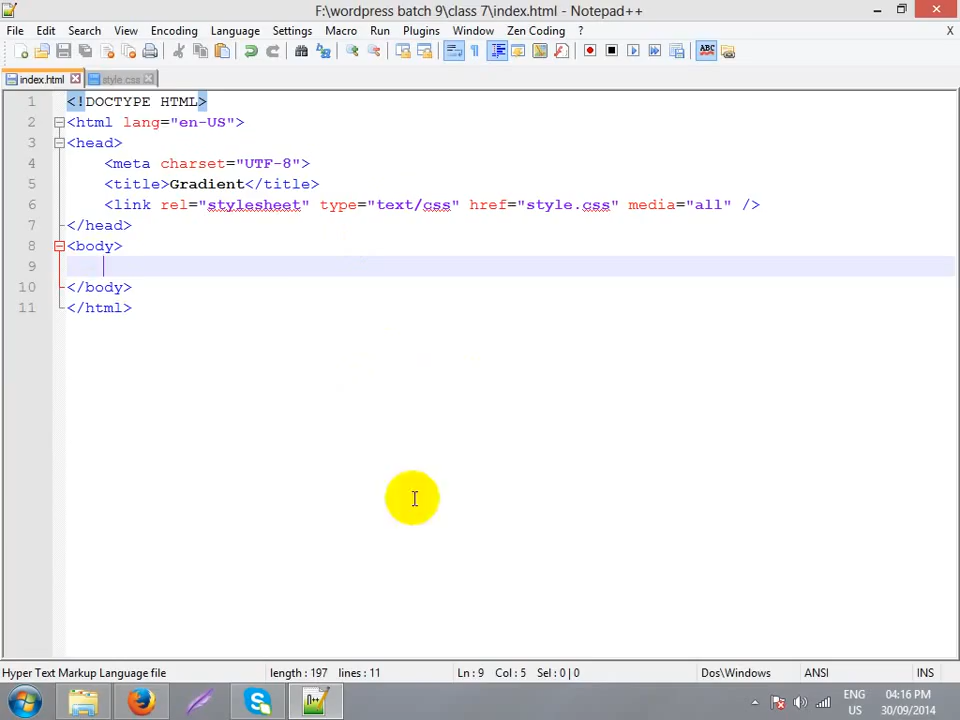 F:\wordpress batch 9\class 7\index.html - Notepad++
File Edit Search View Encoding Language Settings Macro Run Plugins Window Zen Coding ? X
index.html style.css
1 <!DOCTYPE HTML>
2 <html lang="en-US">
3 <head>
4 <meta charset="UTF-8">
5 <title>Gradient</title>
6 <link rel="stylesheet" type="text/css" href="style.css" media="all" />
7 </head>
8 <body>
9
10 </body>
11 </html>
Hyper Text Markup Language file length : 197 lines : 11 Ln : 9 Col : 5 Sel : 0 | 0 Dos\Windows ANSI INS
ENG 04:16 PM
US 30/09/2014